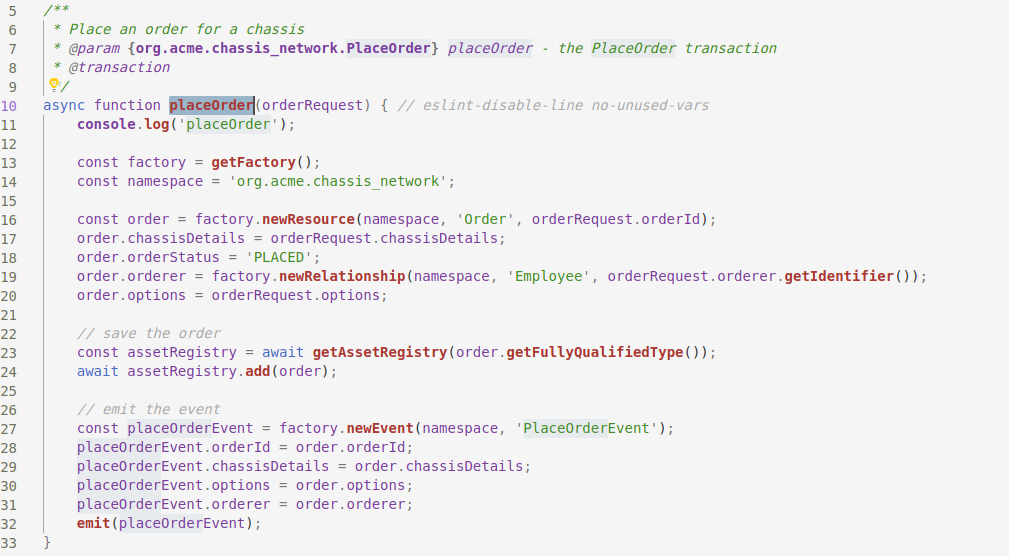 5 /**
6 * Place an order for a chassis
7 * @param {org.acme.chassis_network.PlaceOrder} placeOrder - the PlaceOrder transaction
8 * @transaction
9 */
10 async function placeOrder(orderRequest) { // eslint-disable-line no-unused-vars
11 console.log('placeOrder');
12
13 const factory = getFactory();
14 const namespace = 'org.acme.chassis_network';
15
16 const order = factory.newResource(namespace, 'Order', orderRequest.orderId);
17 order.chassisDetails = orderRequest.chassisDetails;
18 order.orderStatus = 'PLACED';
19 order.orderer = factory.newRelationship(namespace, 'Employee', orderRequest.orderer.getIdentifier());
20 order.options = orderRequest.options;
21
22 // save the order
23 const assetRegistry = await getAssetRegistry(order.getFullyQualifiedType());
24 await assetRegistry.add(order);
25
26 // emit the event
27 const placeOrderEvent = factory.newEvent(namespace, 'PlaceOrderEvent');
28 placeOrderEvent.orderId = order.orderId;
29 placeOrderEvent.chassisDetails = order.chassisDetails;
30 placeOrderEvent.options = order.options;
31 placeOrderEvent.orderer = order.orderer;
32 emit(placeOrderEvent);
33 }